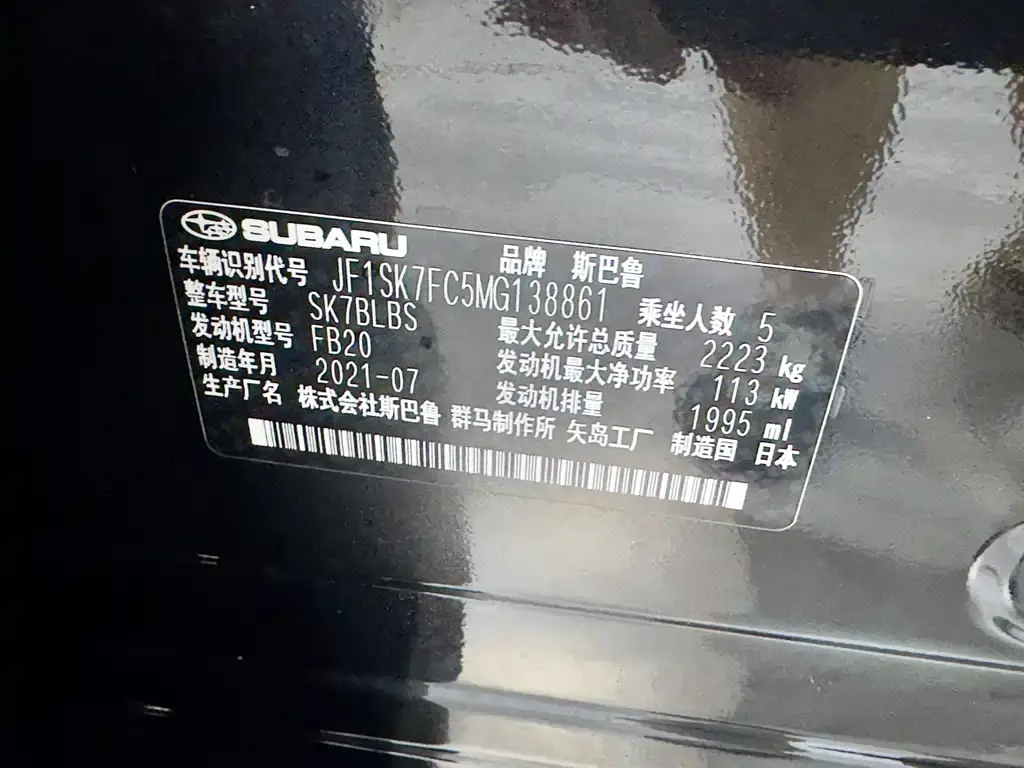 SUBARU
品牌 斯巴鲁
车辆识别代号 JF1SK7FC5MG138861 乘坐人数 5
整车型号 SK7BLBS 最大允许总质量 2223 kg
发动机型号 FB20 发动机最大净功率 113 kW
制造年月 2021-07 发动机排量 1995 ml
生产厂名 株式会社斯巴鲁 群马制作所 矢岛工厂 制造国 日本